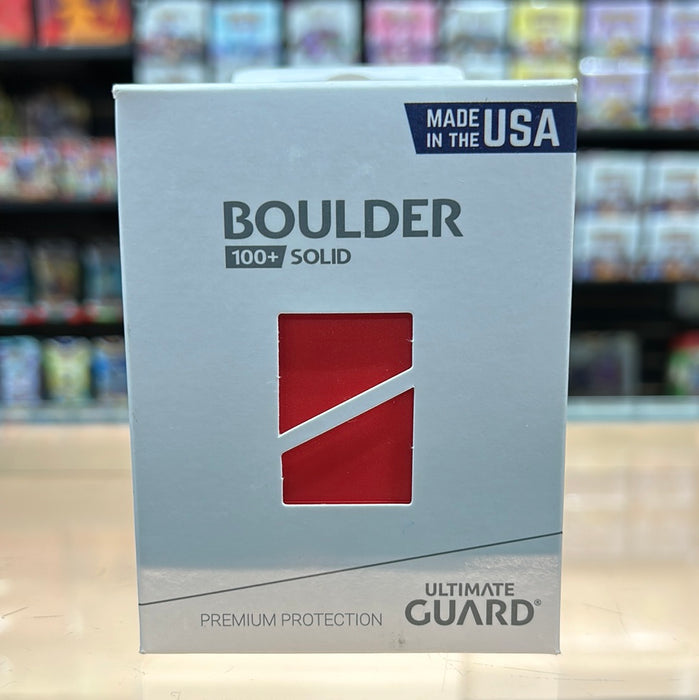 MADE
IN THE USA
BOULDER
100+ SOLID
PREMIUM PROTECTION
ULTIMATE
GUARD®